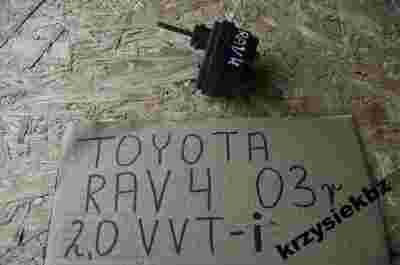 TOYOTA
RAV4 03r
2,0 VVT-i
krzysiekbz